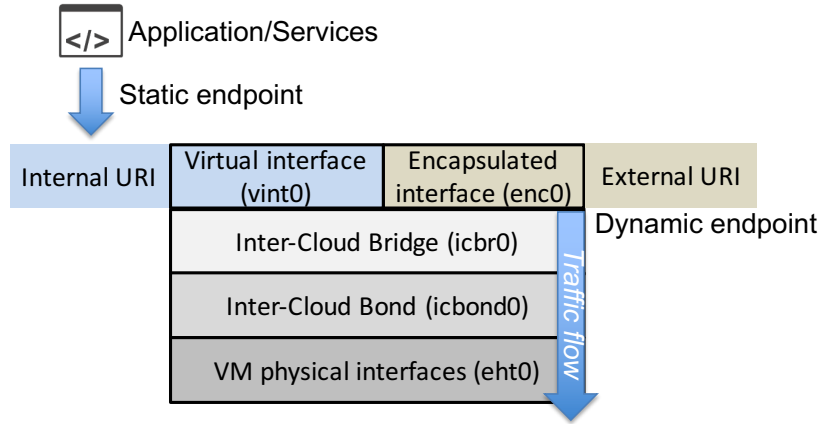 </> Application/Services
Static endpoint
Internal URI
Virtual interface
(vint0)
Encapsulated
interface (enc0)
External URI
Dynamic endpoint
Inter-Cloud Bridge (icbr0)
Inter-Cloud Bond (icbond0)
VM physical interfaces (eht0)
Traffic flow